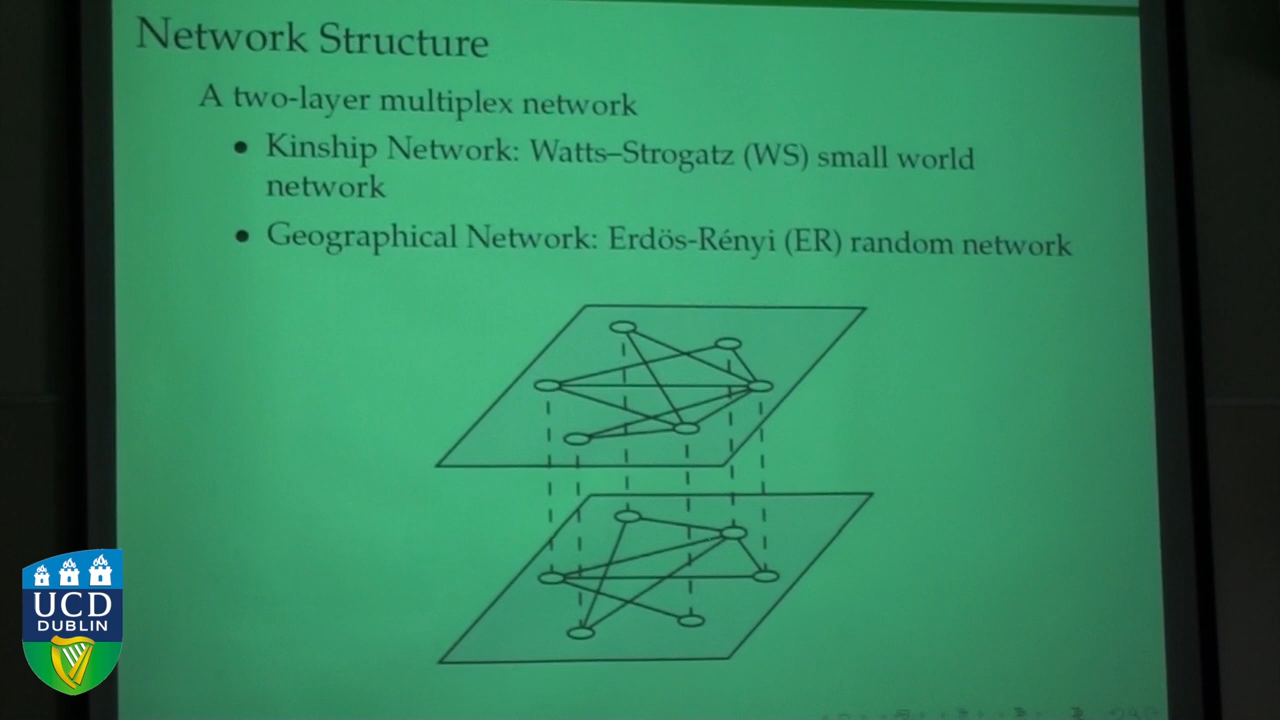 Network Structure
A two-layer multiplex network
• Kinship Network: Watts–Strogatz (WS) small world
network
• Geographical Network: Erdös-Rényi (ER) random network
UCD
DUBLIN